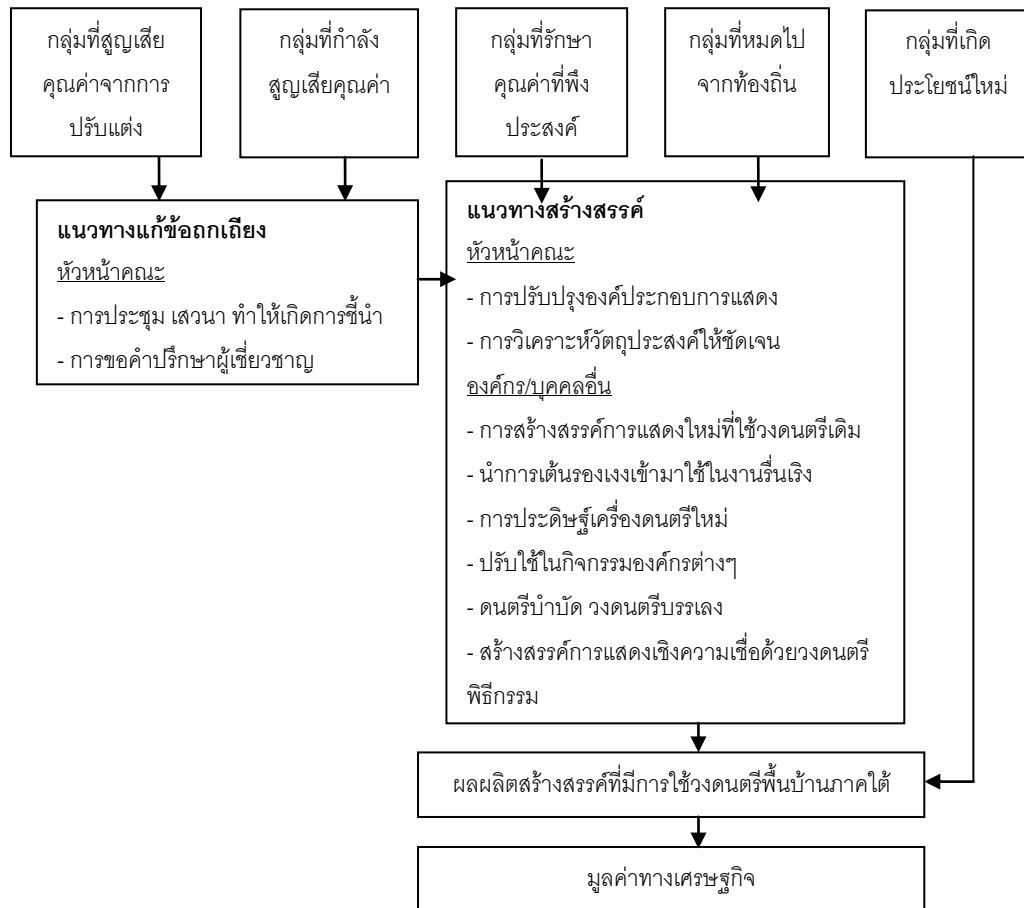 กลุ่มที่สูญเสีย
คุณค่าจากการ
ปรับแต่ง
กลุ่มที่กำลัง
สูญเสียคุณค่า
กลุ่มที่รักษา
คุณค่าที่พึง
ประสงค์
กลุ่มที่หมดไป
จากท้องถิ่น
กลุ่มที่เกิด
ประโยชน์ใหม่
แนวทางแก้ข้อถกเถียง
หัวหน้าคณะ
- การประชุม เสวนา ทำให้เกิดการชี้นำ
- การขอคำปรึกษาผู้เชี่ยวชาญ
แนวทางสร้างสรรค์
หัวหน้าคณะ
- การปรับปรุงองค์ประกอบการแสดง
- การวิเคราะห์วัตถุประสงค์ให้ชัดเจน
องค์กร/บุคคลอื่น
- การสร้างสรรค์การแสดงใหม่ที่ใช้วงดนตรีเดิม
- นำการเต้นรองเงงเข้ามาใช้ในงานรื่นเริง
- การประดิษฐ์เครื่องดนตรีใหม่
- ปรับใช้ในกิจกรรมองค์กรต่างๆ
- ดนตรีบำบัด วงดนตรีบรรเลง
- สร้างสรรค์การแสดงเชิงความเชื่อด้วยวงดนตรี
พิธีกรรม
ผลผลิตสร้างสรรค์ที่มีการใช้วงดนตรีพื้นบ้านภาคใต้
มูลค่าทางเศรษฐกิจ